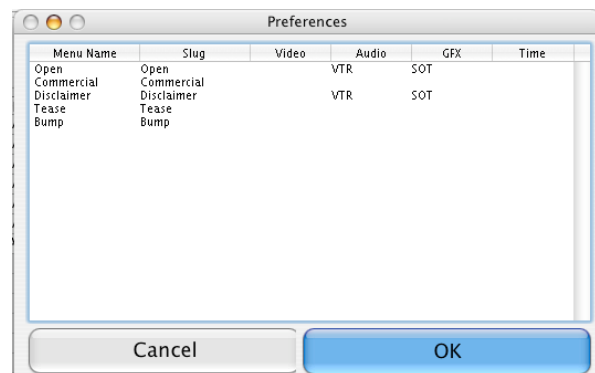 Preferences
Menu Name Slug Video Audio GFX Time
Open Open VTR SOT
Commercial Commercial
Disclaimer Disclaimer VTR SOT
Tease Tease
Bump Bump
Cancel OK